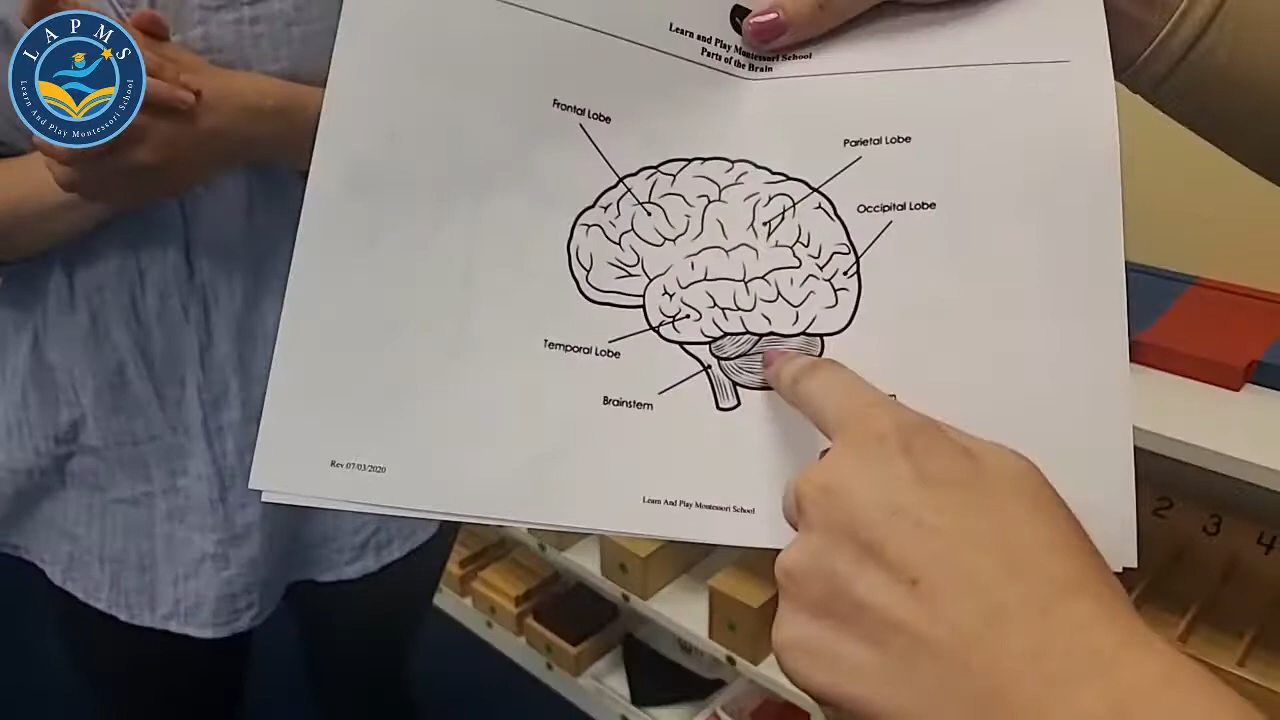 LAPMS
Learn And Play Montessori School
Learn and Play Montessori School
Parts of the Brain
Frontal Lobe
Parietal Lobe
Occipital Lobe
Temporal Lobe
Brainstem
Rev 07/03/2020
Learn And Play Montessori School
2 3 4